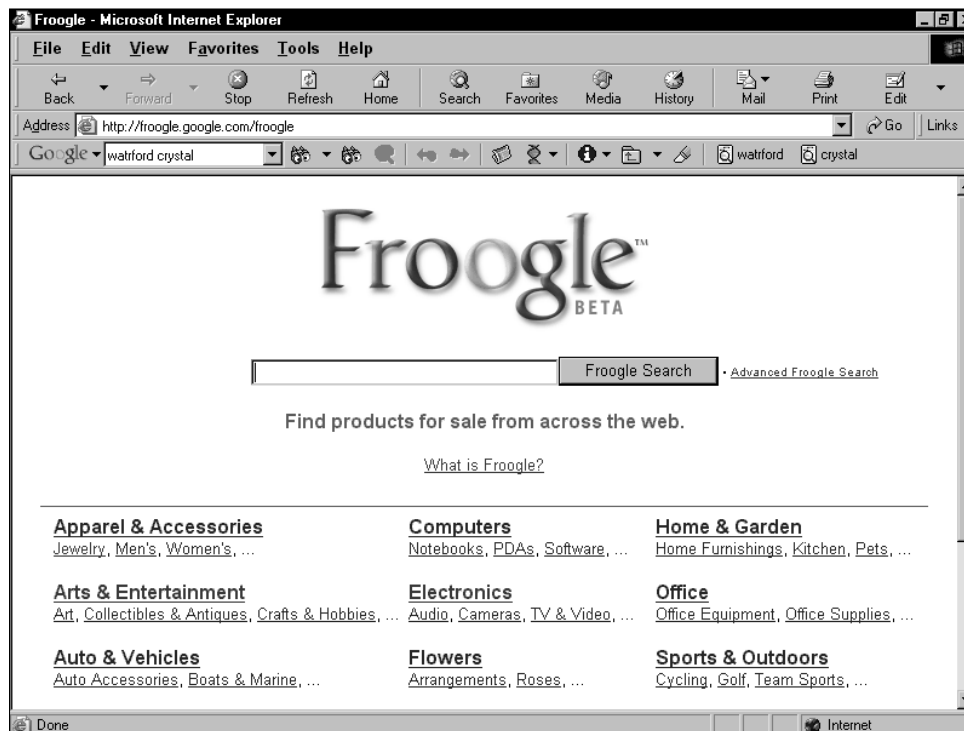 Froogle - Microsoft Internet Explorer
File Edit View Favorites Tools Help
Back Forward Stop Refresh Home Search Favorites Media History Mail Print Edit
Address http://froogle.google.com/froogle Go Links
Google watrford crystal watrford crystal
Froogle™
BETA
Froogle Search · Advanced Froogle Search
Find products for sale from across the web.
What is Froogle?
Apparel & Accessories Computers Home & Garden
Jewelry, Men's, Women's, ... Notebooks, PDAs, Software, ... Home Furnishings, Kitchen, Pets, ...
Arts & Entertainment Electronics Office
Art, Collectibles & Antiques, Crafts & Hobbies, ... Audio, Cameras, TV & Video, ... Office Equipment, Office Supplies, ...
Auto & Vehicles Flowers Sports & Outdoors
Auto Accessories, Boats & Marine, ... Arrangements, Roses, ... Cycling, Golf, Team Sports, ...
Done Internet